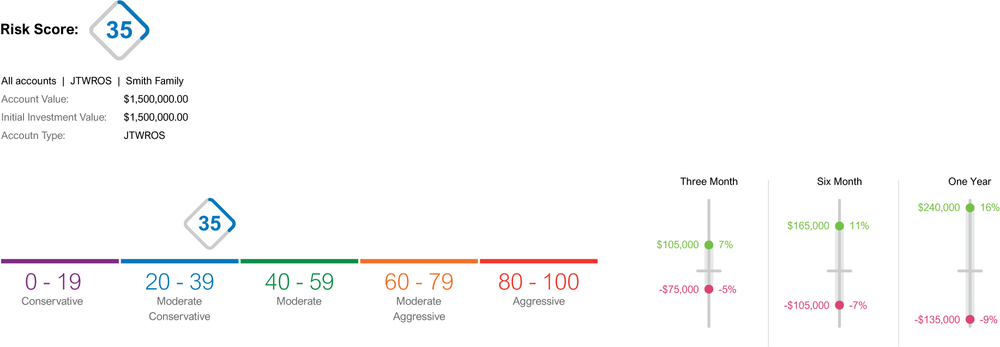 Risk Score: 35
All accounts | JTWROS | Smith Family
Account Value: $1,500,000.00
Initial Investment Value: $1,500,000.00
Accoutn Type: JTWROS
35
0 - 19
Conservative
20 - 39
Moderate
Conservative
40 - 59
Moderate
60 - 79
Moderate
Aggressive
80 - 100
Aggressive
Three Month
$105,000 7%
-$75,000 -5%
Six Month
$165,000 11%
-$105,000 -7%
One Year
$240,000 16%
-$135,000 -9%